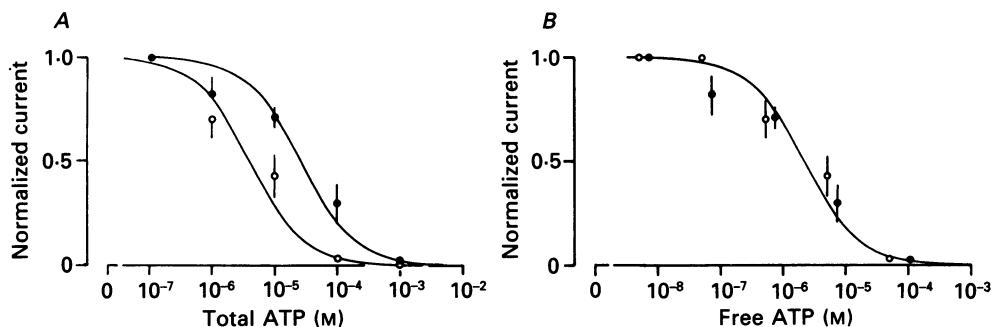 A
Normalized current
1·0
0·5
0
0 10⁻⁷ 10⁻⁶ 10⁻⁵ 10⁻⁴ 10⁻³ 10⁻²
Total ATP (M)
B
Normalized current
1·0
0·5
0
0 10⁻⁸ 10⁻⁷ 10⁻⁶ 10⁻⁵ 10⁻⁴ 10⁻³
Free ATP (M)